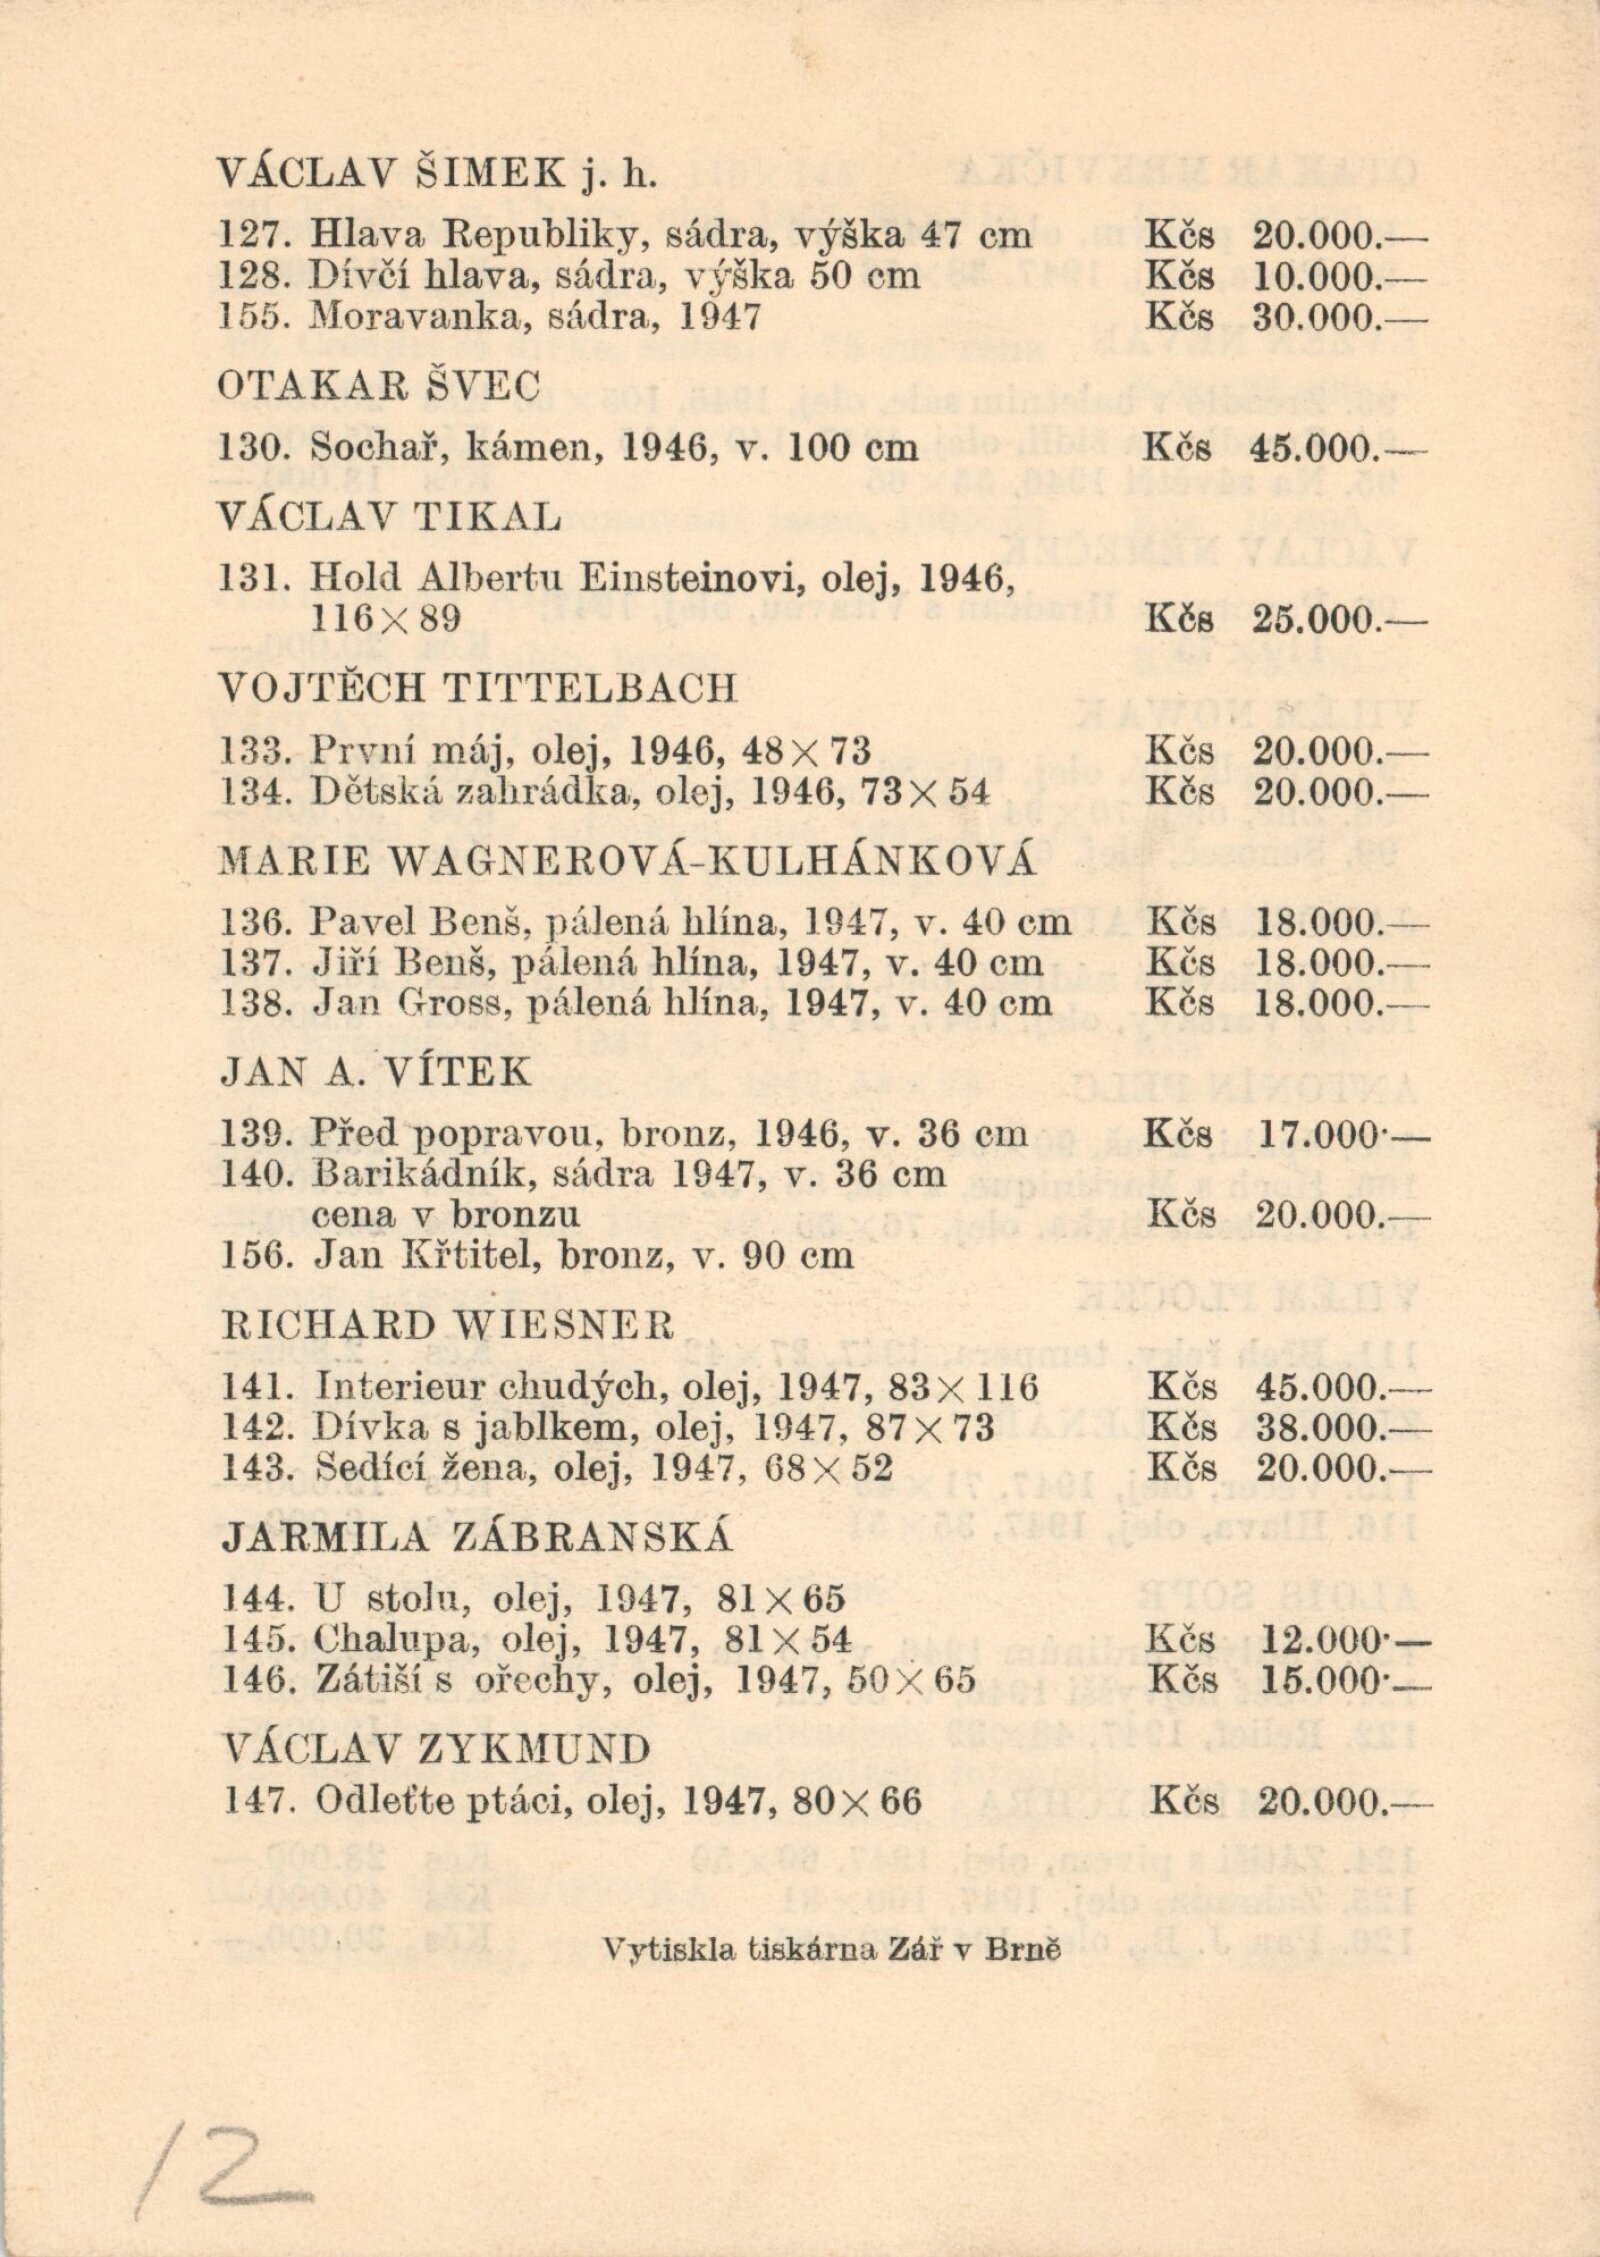 VÁCLAV ŠIMEK j. h.
127. Hlava Republiky, sádra, výška 47 cm Kčs 20.000.—
128. Dívčí hlava, sádra, výška 50 cm Kčs 10.000.—
155. Moravanka, sádra, 1947 Kčs 30.000.—
OTAKAR ŠVEC
130. Sochař, kámen, 1946, v. 100 cm Kčs 45.000.—
VÁCLAV TIKAL
131. Hold Albertu Einsteinovi, olej, 1946,
116×89 Kčs 25.000.—
VOJTĚCH TITTELBACH
133. První máj, olej, 1946, 48×73 Kčs 20.000.—
134. Dětská zahrádka, olej, 1946, 73×54 Kčs 20.000.—
MARIE WAGNEROVÁ-KULHÁNKOVÁ
136. Pavel Benš, pálená hlína, 1947, v. 40 cm Kčs 18.000.—
137. Jiří Benš, pálená hlína, 1947, v. 40 cm Kčs 18.000.—
138. Jan Gross, pálená hlína, 1947, v. 40 cm Kčs 18.000.—
JAN A. VÍTEK
139. Před popravou, bronz, 1946, v. 36 cm Kčs 17.000·—
140. Barikádník, sádra 1947, v. 36 cm
cena v bronzu Kčs 20.000.—
156. Jan Křtitel, bronz, v. 90 cm
RICHARD WIESNER
141. Interieur chudých, olej, 1947, 83×116 Kčs 45.000.—
142. Dívka s jablkem, olej, 1947, 87×73 Kčs 38.000.—
143. Sedící žena, olej, 1947, 68×52 Kčs 20.000.—
JARMILA ZÁBRANSKÁ
144. U stolu, olej, 1947, 81×65
145. Chalupa, olej, 1947, 81×54 Kčs 12.000·—
146. Zátiší s ořechy, olej, 1947, 50×65 Kčs 15.000·—
VÁCLAV ZYKMUND
147. Odleťte ptáci, olej, 1947, 80×66 Kčs 20.000.—
Vytiskla tiskárna Zář v Brně
12